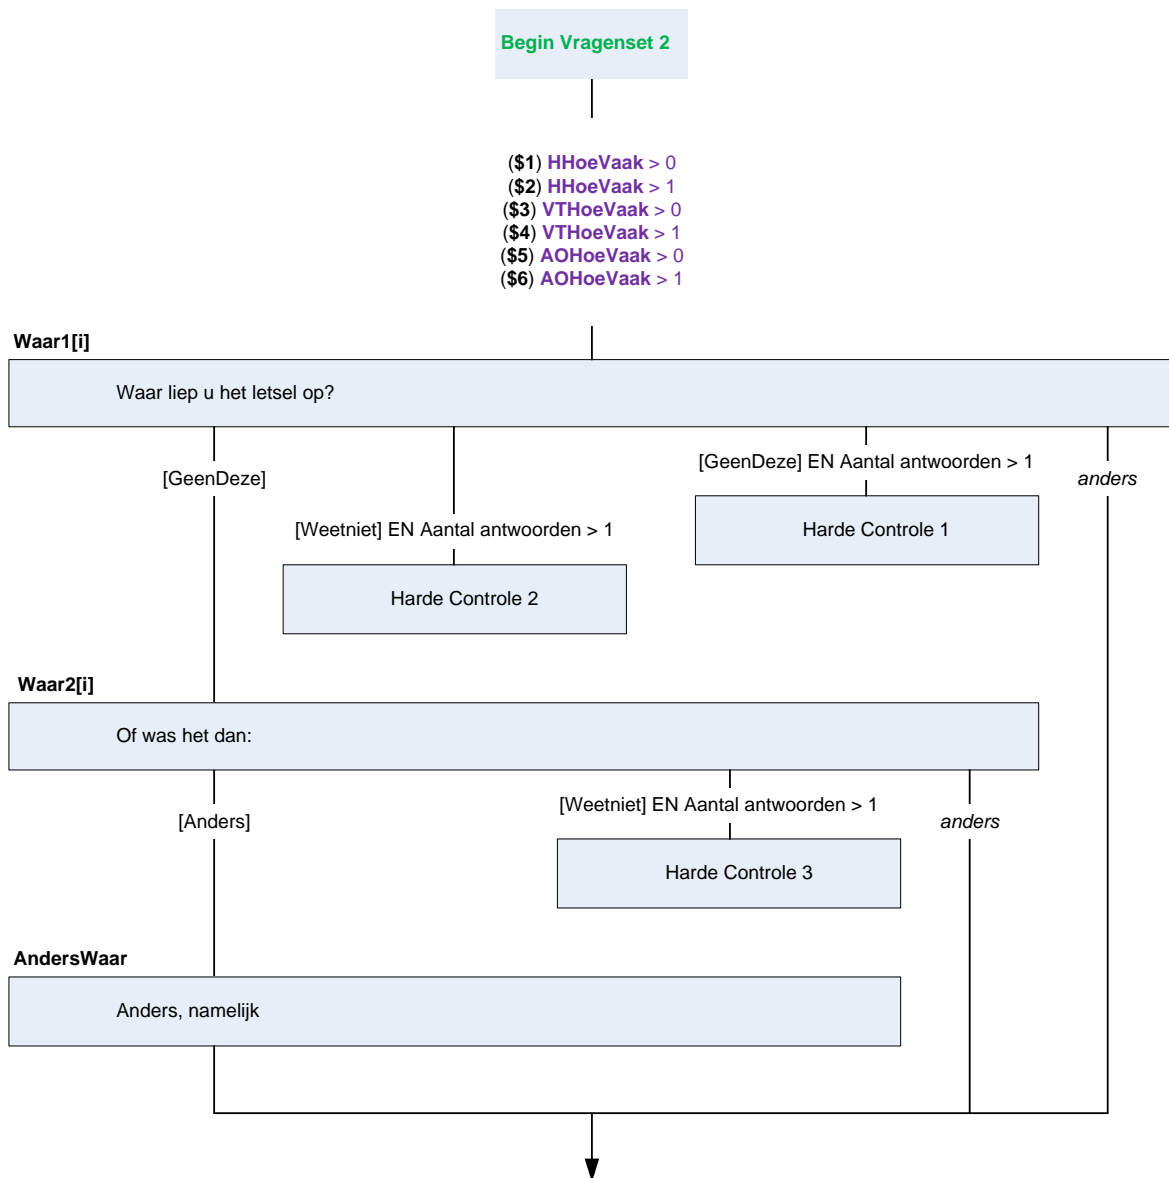 Begin Vragenset 2
($1) HHoeVaak > 0
($2) HHoeVaak > 1
($3) VTHoeVaak > 0
($4) VTHoeVaak > 1
($5) AOHoeVaak > 0
($6) AOHoeVaak > 1
Waar1[i]
Waar liep u het letsel op?
[GeenDeze] EN Aantal antwoorden > 1
[GeenDeze]
anders
[Weetniet] EN Aantal antwoorden > 1
Harde Controle 1
Harde Controle 2
Waar2[i]
Of was het dan:
[Weetniet] EN Aantal antwoorden > 1
[Anders]
anders
Harde Controle 3
AndersWaar
Anders, namelijk